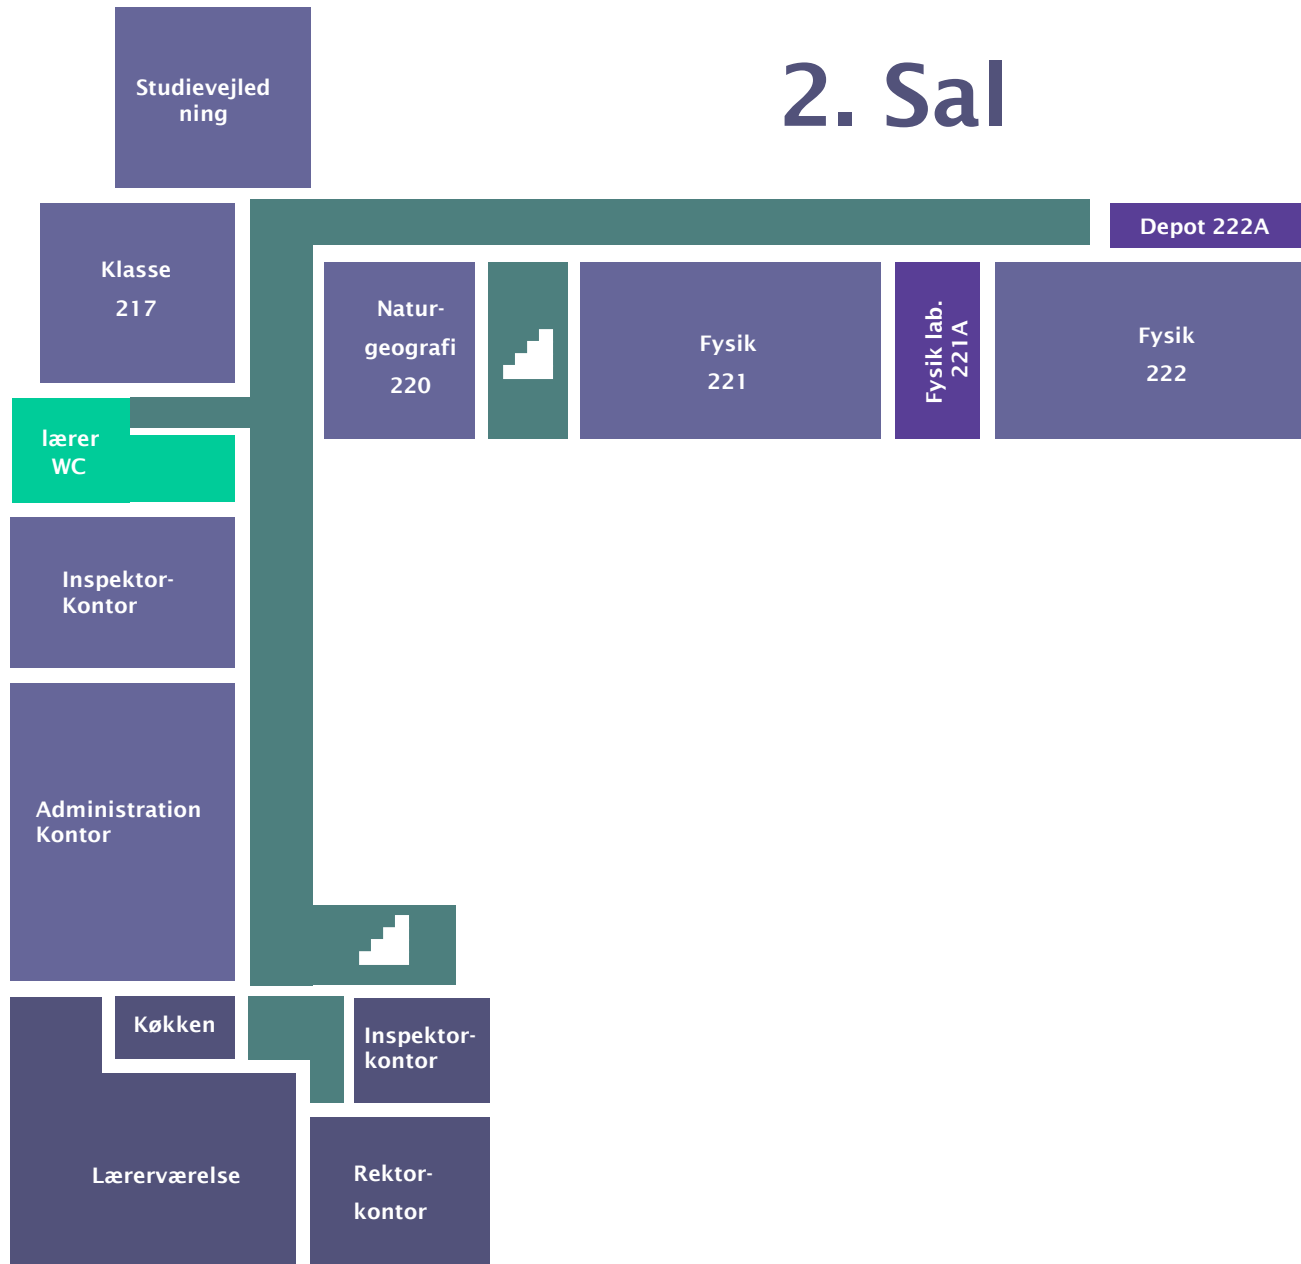 2. Sal
Studievejled
ning
Depot 222A
Klasse
217
Natur-
geografi
220
Fysik
221
Fysik lab.
221A
Fysik
222
lærer
WC
Inspektor-
Kontor
Administration
Kontor
Køkken
Inspektor-
kontor
Lærerværelse
Rektor-
kontor